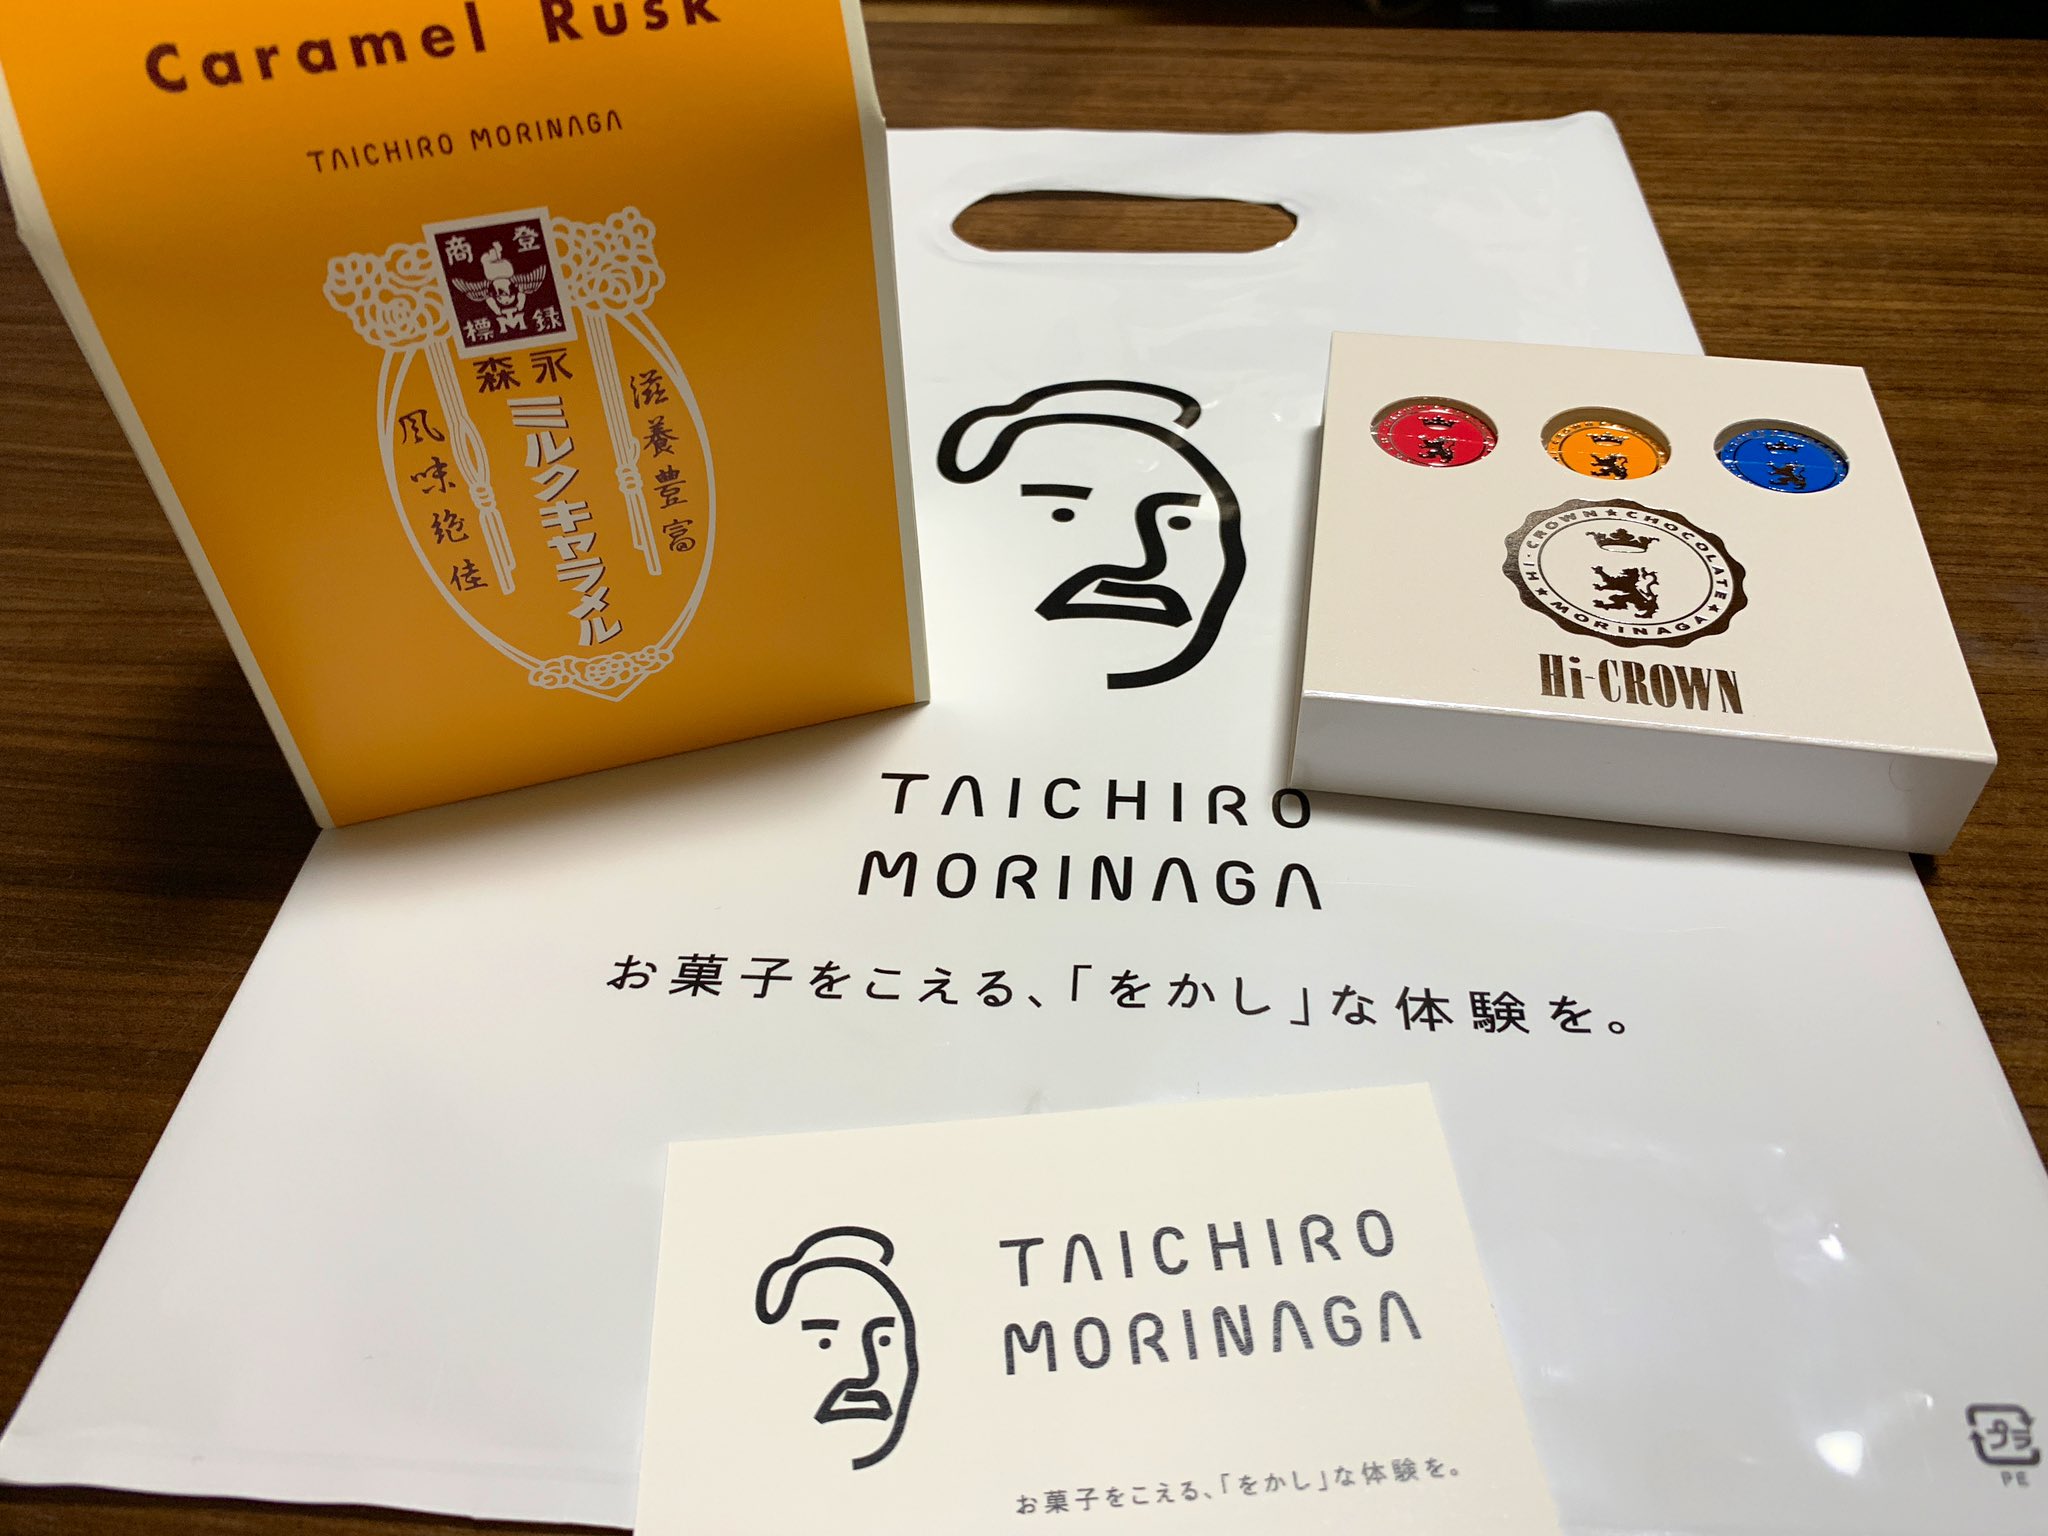 Caramel Rusk
TAICHIRO MORINAGA
商登
標録
M
森永
ミルクキャラメル
滋養豊富
風味絶佳
HI-CROWN★CHOCOLATE★MORINAGA★
Hi-CROWN
TAICHIRO
MORINAGA
お菓子をこえる、「をかし」な体験を。
TAICHIRO
MORINAGA
お菓子をこえる、「をかし」な体験を。
プラ
PE